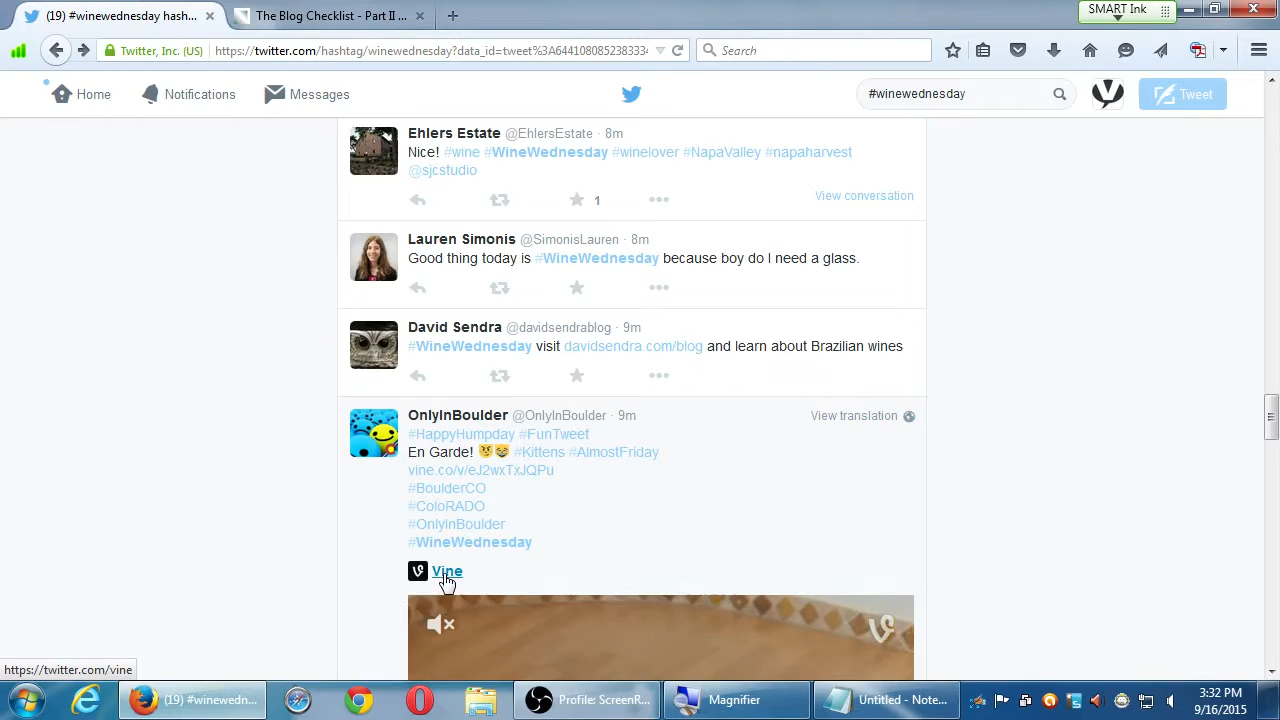 (19) #winewednesday hash...
The Blog Checklist - Part II ...
SMART Ink
Twitter, Inc. (US)
https://twitter.com/hashtag/winewednesday?data_id=tweet%3A644108085238333
Search
Home
Notifications
Messages
#winewednesday
Tweet
Ehlers Estate @EhlersEstate · 8m
Nice! #wine #WineWednesday #winelover #NapaValley #napaharvest
@sjcstudio
1
View conversation
Lauren Simonis @SimonisLauren · 8m
Good thing today is #WineWednesday because boy do I need a glass.
David Sendra @davidsendrablog · 9m
#WineWednesday visit davidsendra.com/blog and learn about Brazilian wines
OnlyInBoulder @OnlyInBoulder · 9m
View translation
#HappyHumpday #FunTweet
En Garde! 😼😸 #Kittens #AlmostFriday
vine.co/v/eJ2wxTxJQPu
#BoulderCO
#ColoRADO
#OnlyInBoulder
#WineWednesday
Vine
https://twitter.com/vine
(19) #winewedn...
Profile: ScreenR...
Magnifier
Untitled - Note...
3:32 PM
9/16/2015